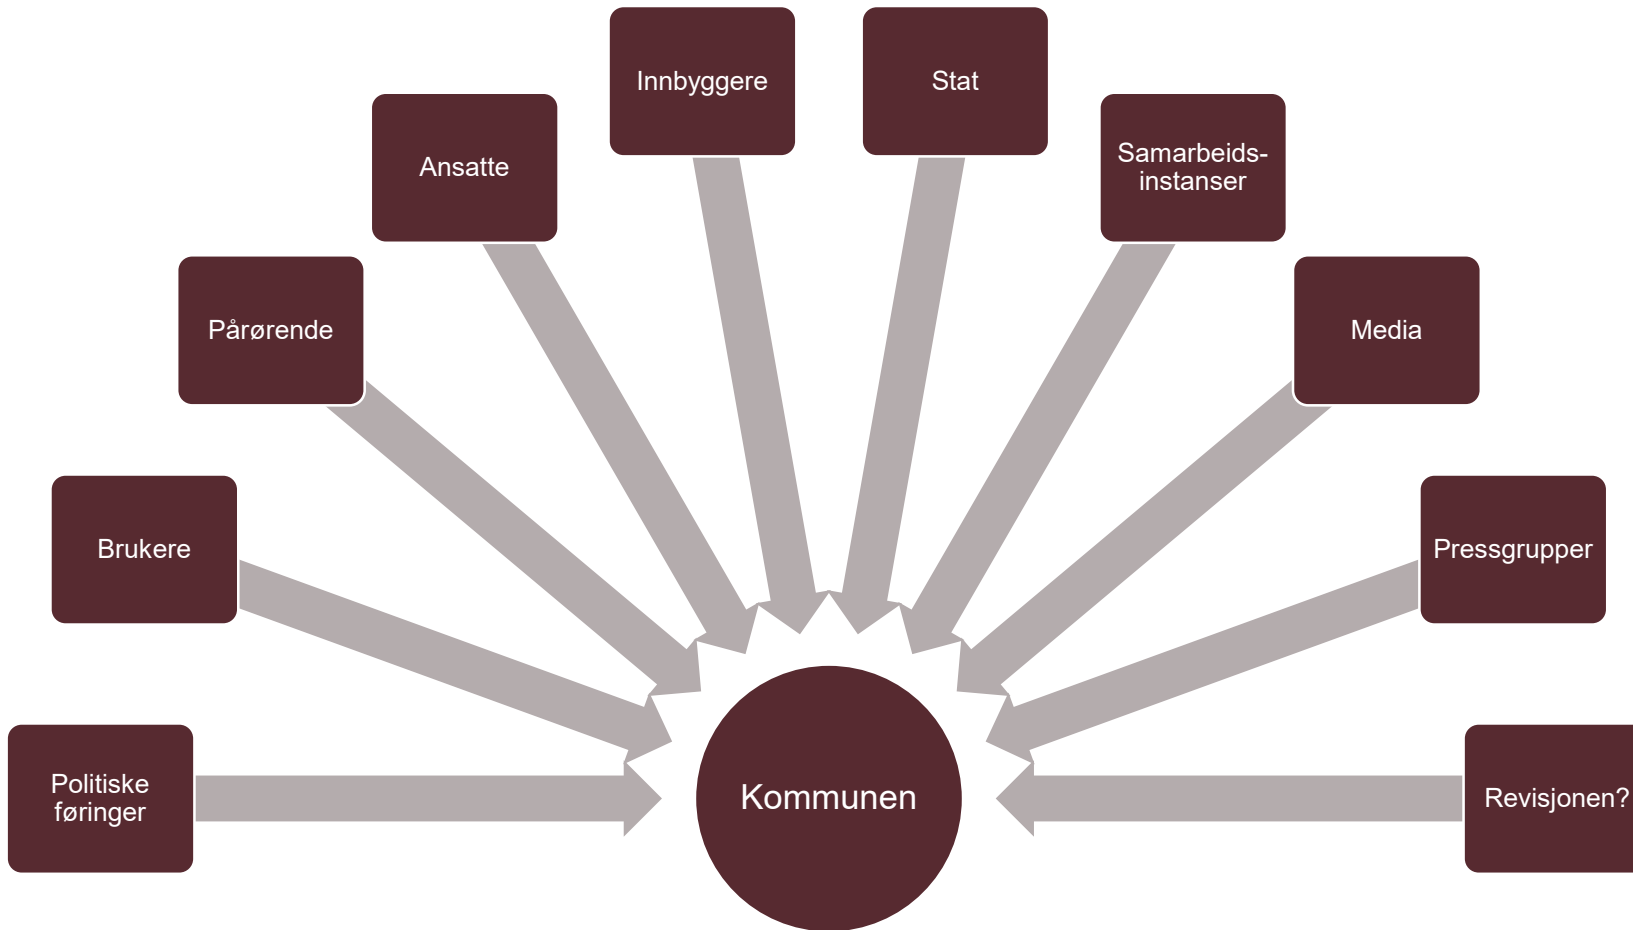 Innbyggere
Stat
Ansatte
Samarbeids-
instanser
Pårørende
Media
Brukere
Pressgrupper
Politiske
føringer
Kommunen
Revisjonen?